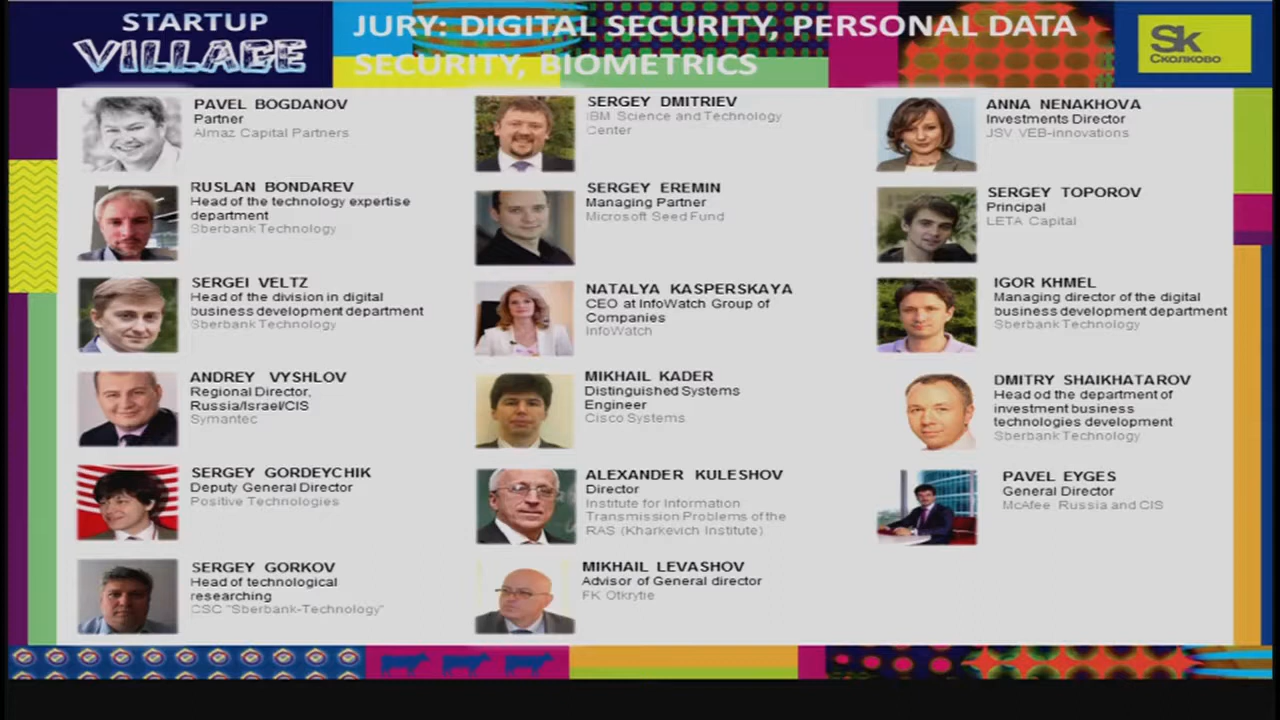 STARTUP
VILLAGE
JURY: DIGITAL SECURITY, PERSONAL DATA
SECURITY, BIOMETRICS
Sk
Сколково
PAVEL BOGDANOV
Partner
Almaz Capital Partners
RUSLAN BONDAREV
Head of the technology expertise
department
Sberbank Technology
SERGEI VELTZ
Head of the division in digital
business development department
Sberbank Technology
ANDREY VYSHLOV
Regional Director,
Russia/Israel/CIS
Symantec
SERGEY GORDEYCHIK
Deputy General Director
Positive Technologies
SERGEY GORKOV
Head of technological
researching
CSC "Sberbank-Technology"
SERGEY DMITRIEV
IBM Science and Technology
Center
SERGEY EREMIN
Managing Partner
Microsoft Seed Fund
NATALYA KASPERSKAYA
CEO at InfoWatch Group of
Companies
InfoWatch
MIKHAIL KADER
Distinguished Systems
Engineer
Cisco Systems
ALEXANDER KULESHOV
Director
Institute for Information
Transmission Problems of the
RAS (Kharkevich Institute)
MIKHAIL LEVASHOV
Advisor of General director
FK Otkrytie
ANNA NENAKHOVA
Investments Director
JSV VEB-innovations
SERGEY TOPOROV
Principal
LETA Capital
IGOR KHMEL
Managing director of the digital
business development department
Sberbank Technology
DMITRY SHAIKHATAROV
Head od the department of
investment business
technologies development
Sberbank Technology
PAVEL EYGES
General Director
McAfee Russia and CIS